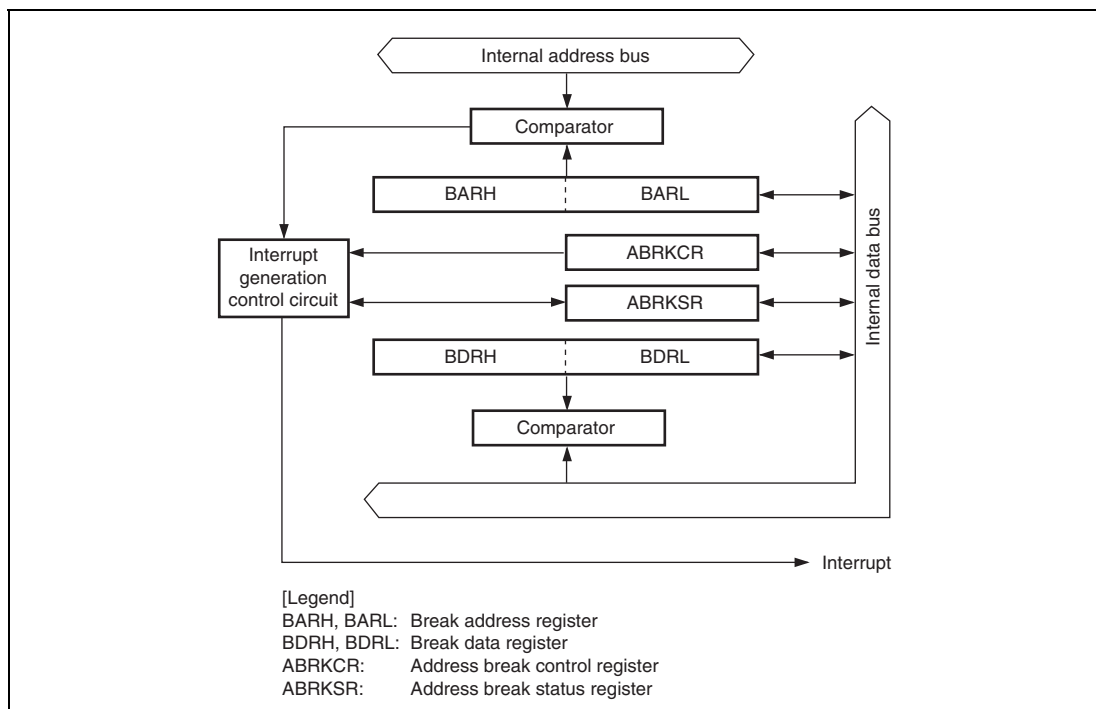 Internal address bus
Comparator
BARH BARL
Interrupt
generation
control circuit
ABRKCR
ABRKSR
Internal data bus
BDRH BDRL
Comparator
Interrupt
[Legend]
BARH, BARL: Break address register
BDRH, BDRL: Break data register
ABRKCR: Address break control register
ABRKSR: Address break status register